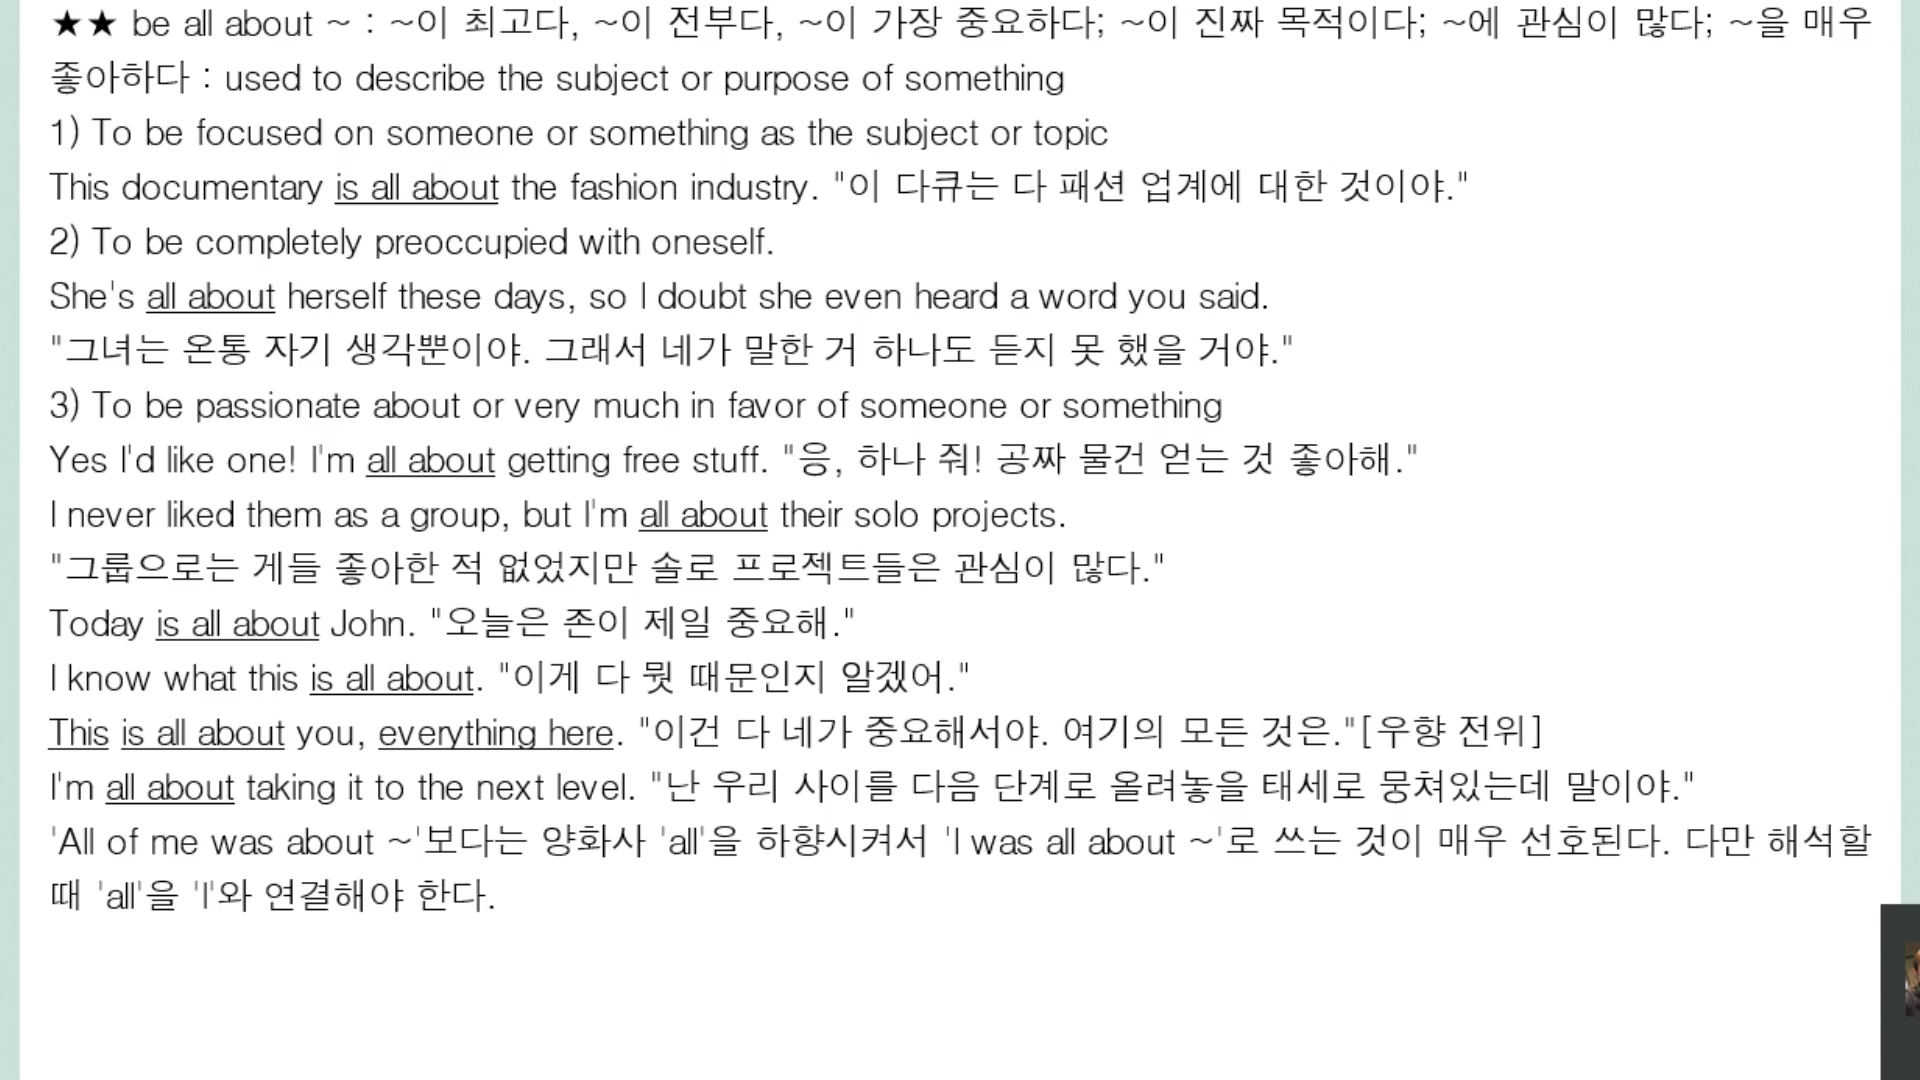 ★★ be all about ~ : ~이 최고다, ~이 전부다, ~이 가장 중요하다; ~이 진짜 목적이다; ~에 관심이 많다; ~을 매우
좋아하다 : used to describe the subject or purpose of something
1) To be focused on someone or something as the subject or topic
This documentary is all about the fashion industry. "이 다큐는 다 패션 업계에 대한 것이야."
2) To be completely preoccupied with oneself.
She's all about herself these days, so I doubt she even heard a word you said.
"그녀는 온통 자기 생각뿐이야. 그래서 네가 말한 거 하나도 듣지 못 했을 거야."
3) To be passionate about or very much in favor of someone or something
Yes I'd like one! I'm all about getting free stuff. "응, 하나 줘! 공짜 물건 얻는 것 좋아해."
I never liked them as a group, but I'm all about their solo projects.
"그룹으로는 게들 좋아한 적 없었지만 솔로 프로젝트들은 관심이 많다."
Today is all about John. "오늘은 존이 제일 중요해."
I know what this is all about. "이게 다 뭣 때문인지 알겠어."
This is all about you, everything here. "이건 다 네가 중요해서야. 여기의 모든 것은."[우향 전위]
I'm all about taking it to the next level. "난 우리 사이를 다음 단계로 올려놓을 태세로 뭉쳐있는데 말이야."
'All of me was about ~'보다는 양화사 'all'을 하향시켜서 'I was all about ~'로 쓰는 것이 매우 선호된다. 다만 해석할
때 'all'을 'I'와 연결해야 한다.